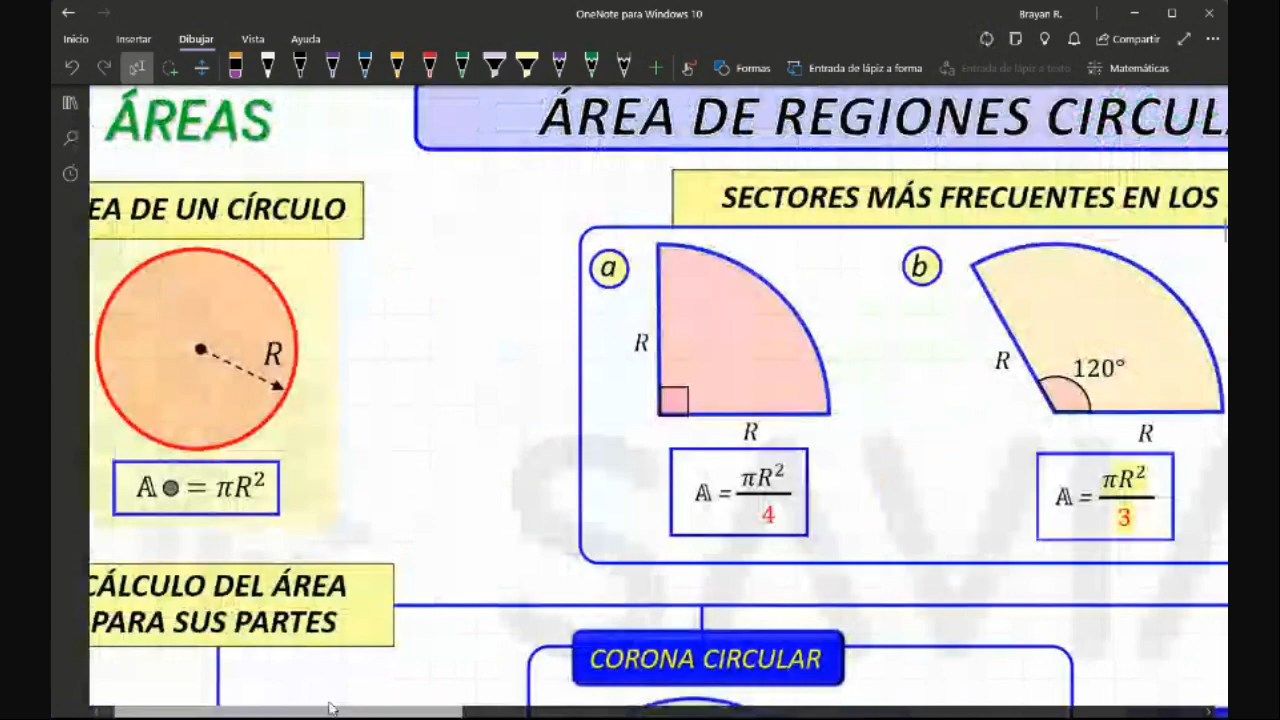 OneNote para Windows 10
Brayan R.
Inicio Insertar Dibujar Vista Ayuda
Compartir
Formas Entrada de lápiz a forma Entrada de lápiz a texto Matemáticas
ÁREAS
ÁREA DE REGIONES CIRCUL
EA DE UN CÍRCULO
SECTORES MÁS FRECUENTES EN LOS
R
𝔸● = πR²
a
R
R
𝔸 = πR²/4
b
R
120°
R
𝔸 = πR²/3
CÁLCULO DEL ÁREA
PARA SUS PARTES
CORONA CIRCULAR